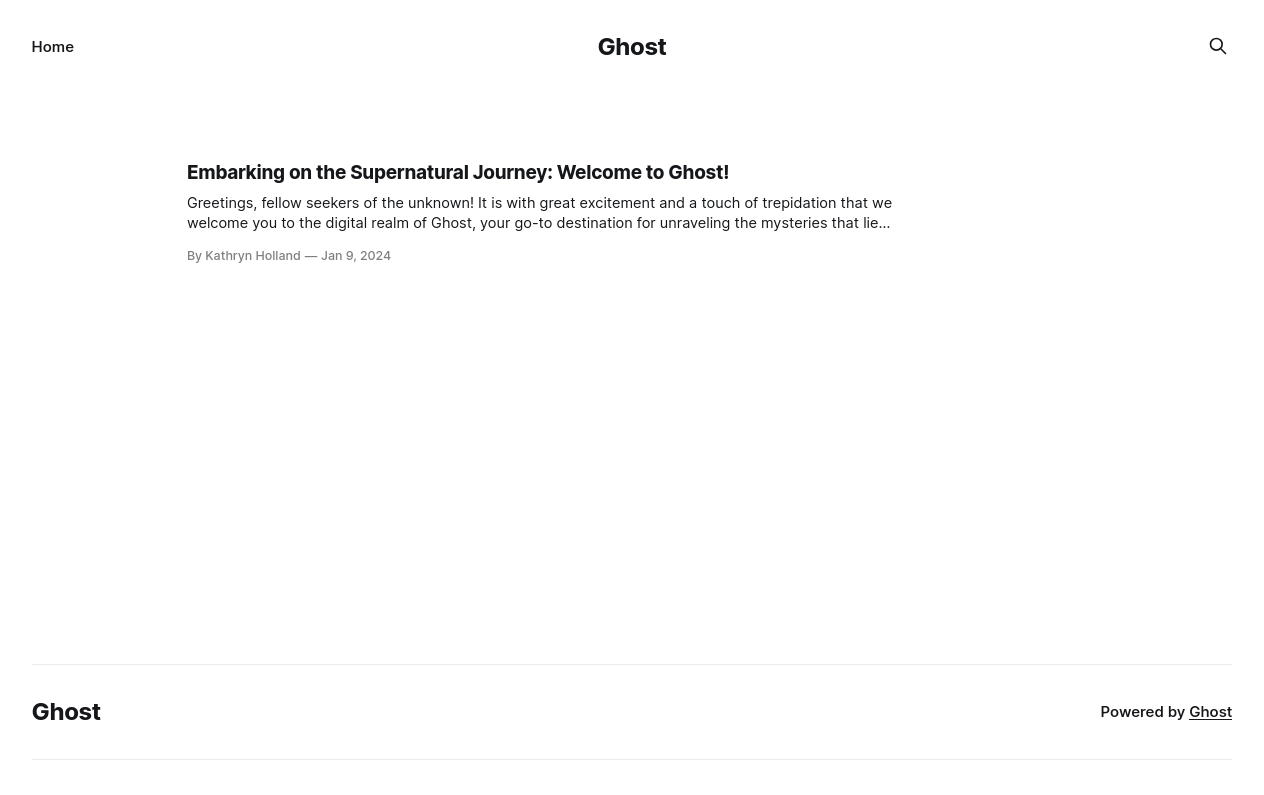 Home
Ghost
Embarking on the Supernatural Journey: Welcome to Ghost!
Greetings, fellow seekers of the unknown! It is with great excitement and a touch of trepidation that we
welcome you to the digital realm of Ghost, your go-to destination for unraveling the mysteries that lie...
By Kathryn Holland — Jan 9, 2024
Ghost
Powered by Ghost